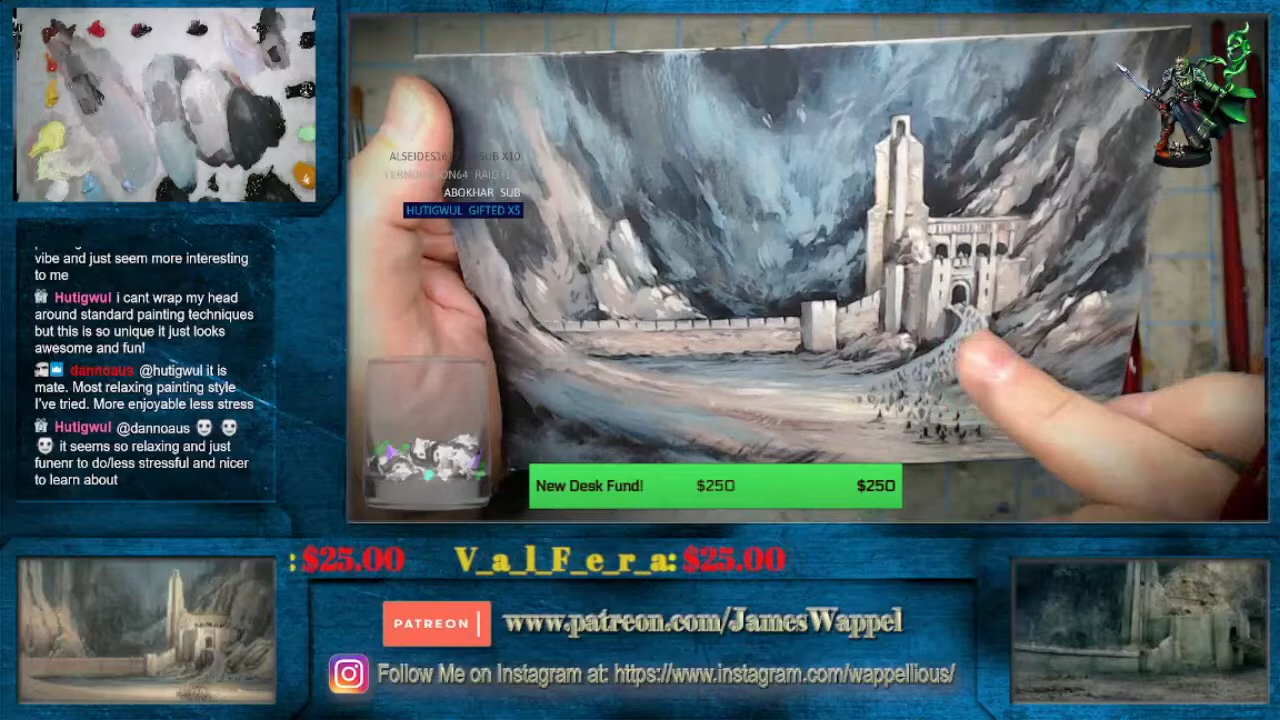 vibe and just seem more interesting
to me
Hutigwul i cant wrap my head
around standard painting techniques
but this is so unique it just looks
awesome and fun!
dannoaus @hutigwul it is
mate. Most relaxing painting style
I've tried. More enjoyable less stress
Hutigwul @dannoaus
it seems so relaxing and just
funenr to do/less stressful and nicer
to learn about
SUB X10
ABOKHAR SUB
HUTIGWUL GIFTED X5
New Desk Fund! $250 $250
: $25.00 V_a_l_F_e_r_a: $25.00
PATREON www.patreon.com/JamesWappel
Follow Me on Instagram at: https://www.instagram.com/wappellious/